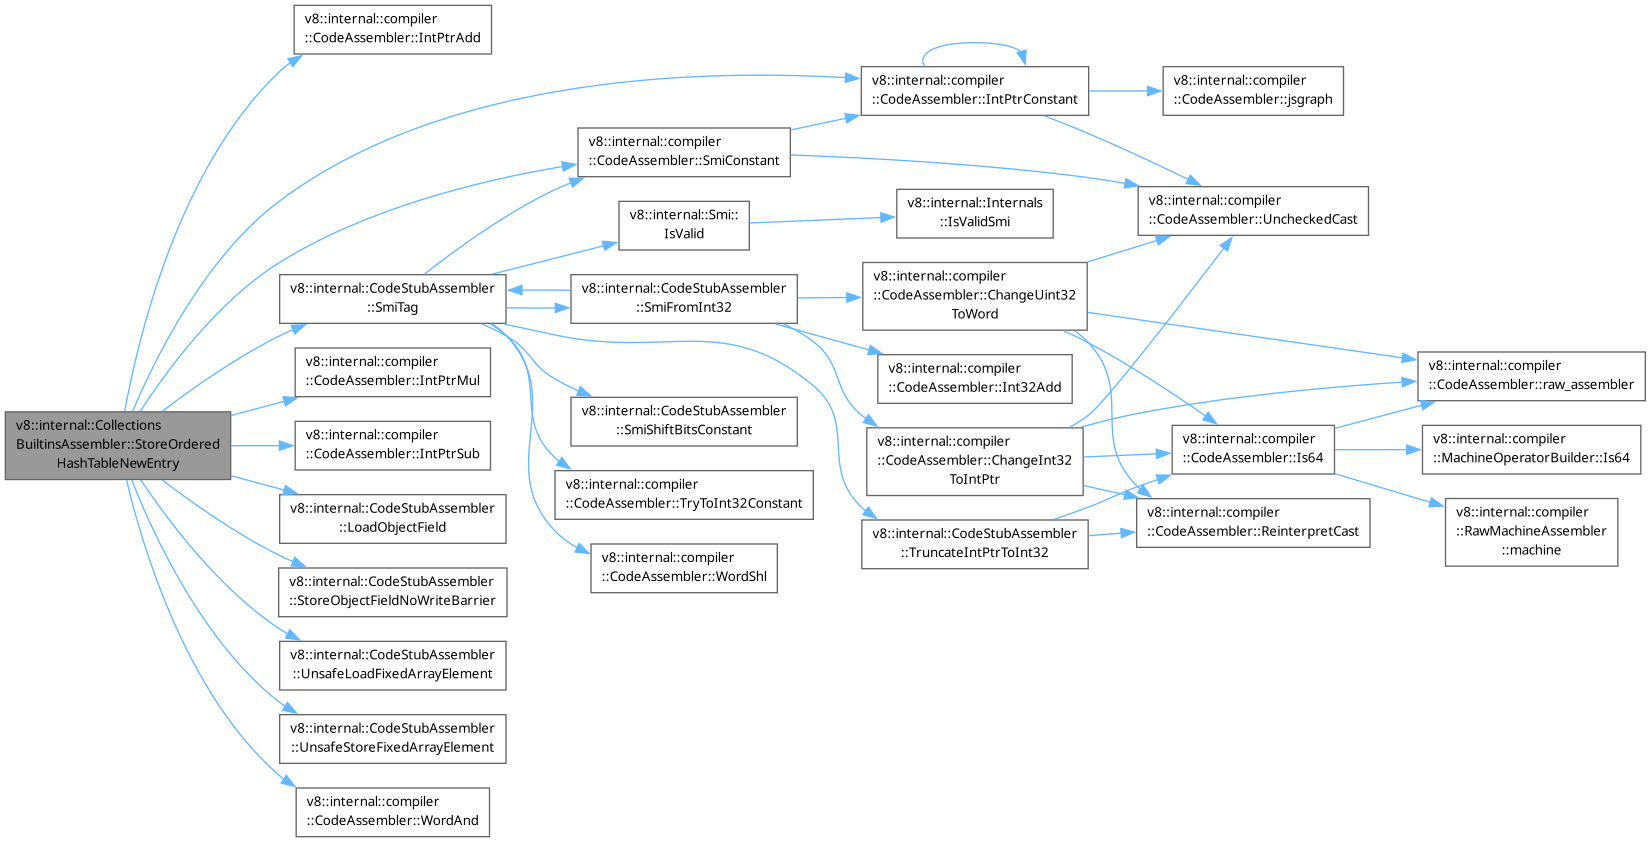 v8::internal::Collections
BuiltinsAssembler::StoreOrdered
HashTableNewEntry
v8::internal::compiler
::CodeAssembler::IntPtrAdd
v8::internal::compiler
::CodeAssembler::IntPtrConstant
v8::internal::compiler
::CodeAssembler::jsgraph
v8::internal::compiler
::CodeAssembler::SmiConstant
v8::internal::compiler
::CodeAssembler::UncheckedCast
v8::internal::Smi::
IsValid
v8::internal::Internals
::IsValidSmi
v8::internal::CodeStubAssembler
::SmiTag
v8::internal::CodeStubAssembler
::SmiFromInt32
v8::internal::compiler
::CodeAssembler::ChangeUint32
ToWord
v8::internal::compiler
::CodeAssembler::IntPtrMul
v8::internal::compiler
::CodeAssembler::Int32Add
v8::internal::compiler
::CodeAssembler::raw_assembler
v8::internal::CodeStubAssembler
::SmiShiftBitsConstant
v8::internal::compiler
::CodeAssembler::IntPtrSub
v8::internal::compiler
::CodeAssembler::ChangeInt32
ToIntPtr
v8::internal::compiler
::CodeAssembler::Is64
v8::internal::compiler
::MachineOperatorBuilder::Is64
v8::internal::CodeStubAssembler
::LoadObjectField
v8::internal::compiler
::CodeAssembler::TryToInt32Constant
v8::internal::CodeStubAssembler
::TruncateIntPtrToInt32
v8::internal::compiler
::CodeAssembler::ReinterpretCast
v8::internal::compiler
::RawMachineAssembler
::machine
v8::internal::CodeStubAssembler
::StoreObjectFieldNoWriteBarrier
v8::internal::compiler
::CodeAssembler::WordShl
v8::internal::CodeStubAssembler
::UnsafeLoadFixedArrayElement
v8::internal::CodeStubAssembler
::UnsafeStoreFixedArrayElement
v8::internal::compiler
::CodeAssembler::WordAnd